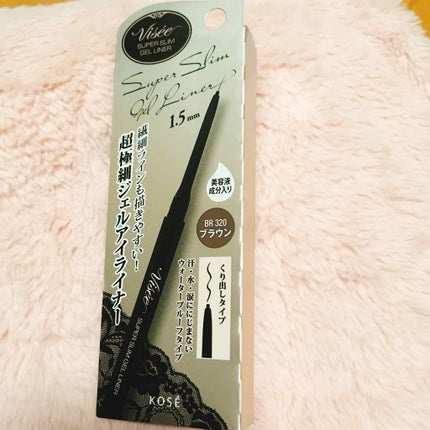 Visée
SUPER SLIM
GEL LINER
Super Slim
Gel Liner
1.5mm
繊細ラインも描きやすい!
超極細ジェルアイライナー
美容液
成分入り
BR 320
ブラウン
くり出しタイプ
汗・水・涙ににじまない
ウォータープルーフタイプ
Visée
SUPER SLIM GEL LINER
KOSÉ